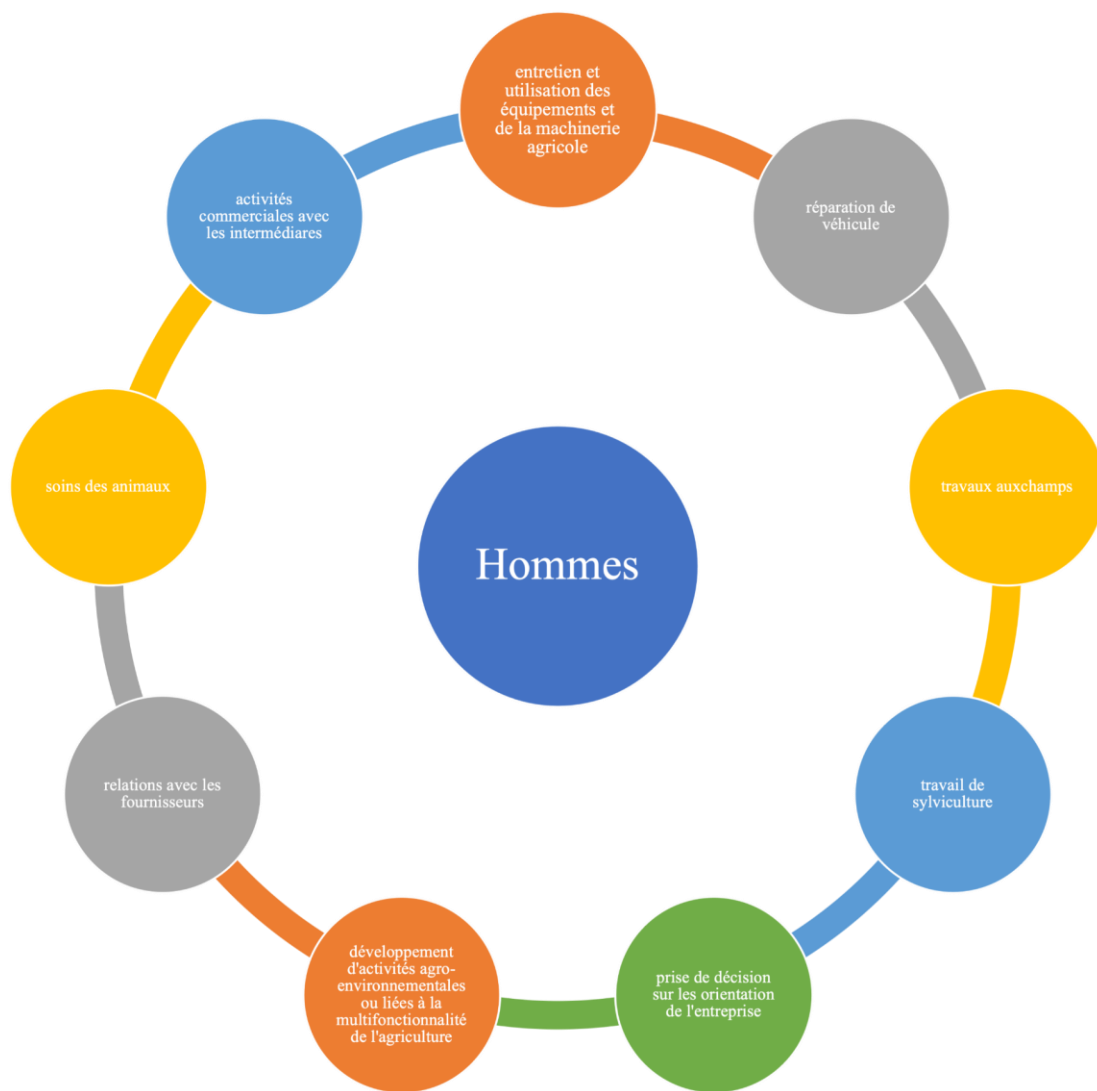 entretien et
utilisation des
équipements et
de la machinerie
agricole
réparation de
véhicule
travaux auxchamps
travail de
sylviculture
prise de décision
sur les orientation
de l'entreprise
développement
d'activités agro-
environnementales
ou liées à la
multifonctionnalité
de l'agriculture
relations avec les
fournisseurs
soins des animaux
activités
commerciales avec
les intermédiares
Hommes